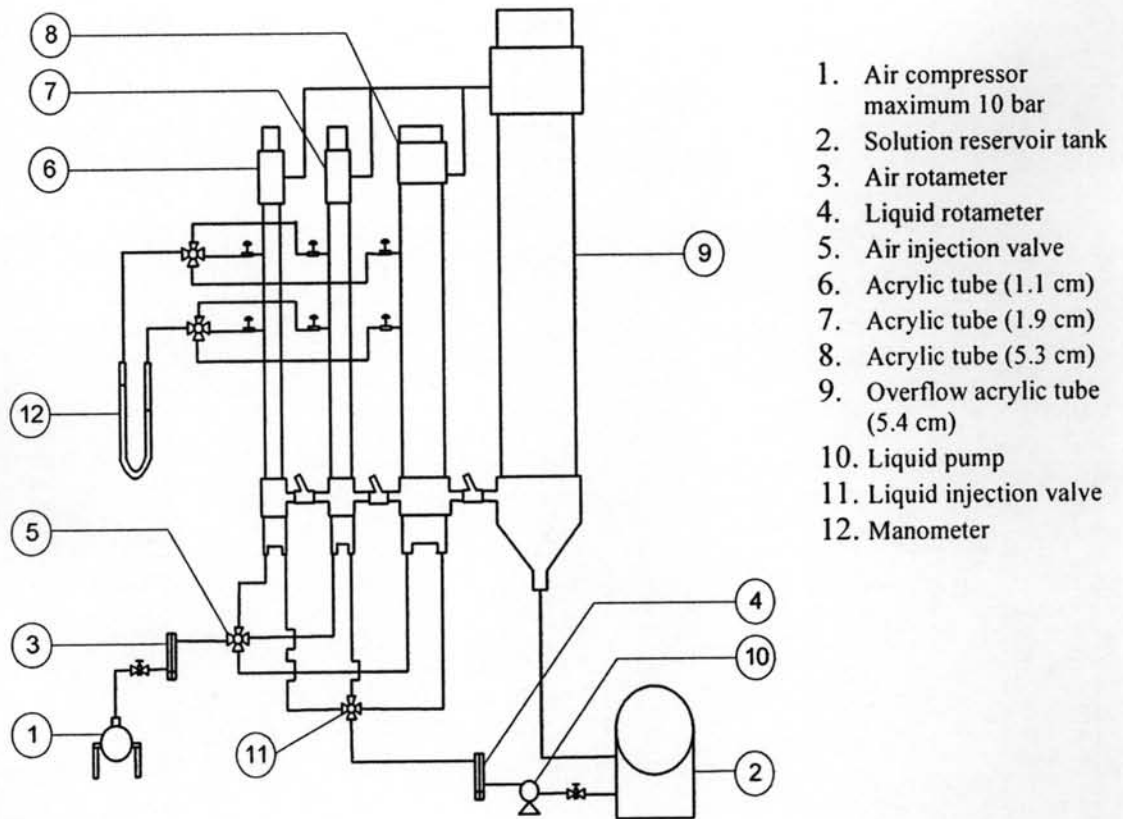 8
7
6
9
12
5
3
4
10
1
11
2
1. Air compressor
maximum 10 bar
2. Solution reservoir tank
3. Air rotameter
4. Liquid rotameter
5. Air injection valve
6. Acrylic tube (1.1 cm)
7. Acrylic tube (1.9 cm)
8. Acrylic tube (5.3 cm)
9. Overflow acrylic tube
(5.4 cm)
10. Liquid pump
11. Liquid injection valve
12. Manometer